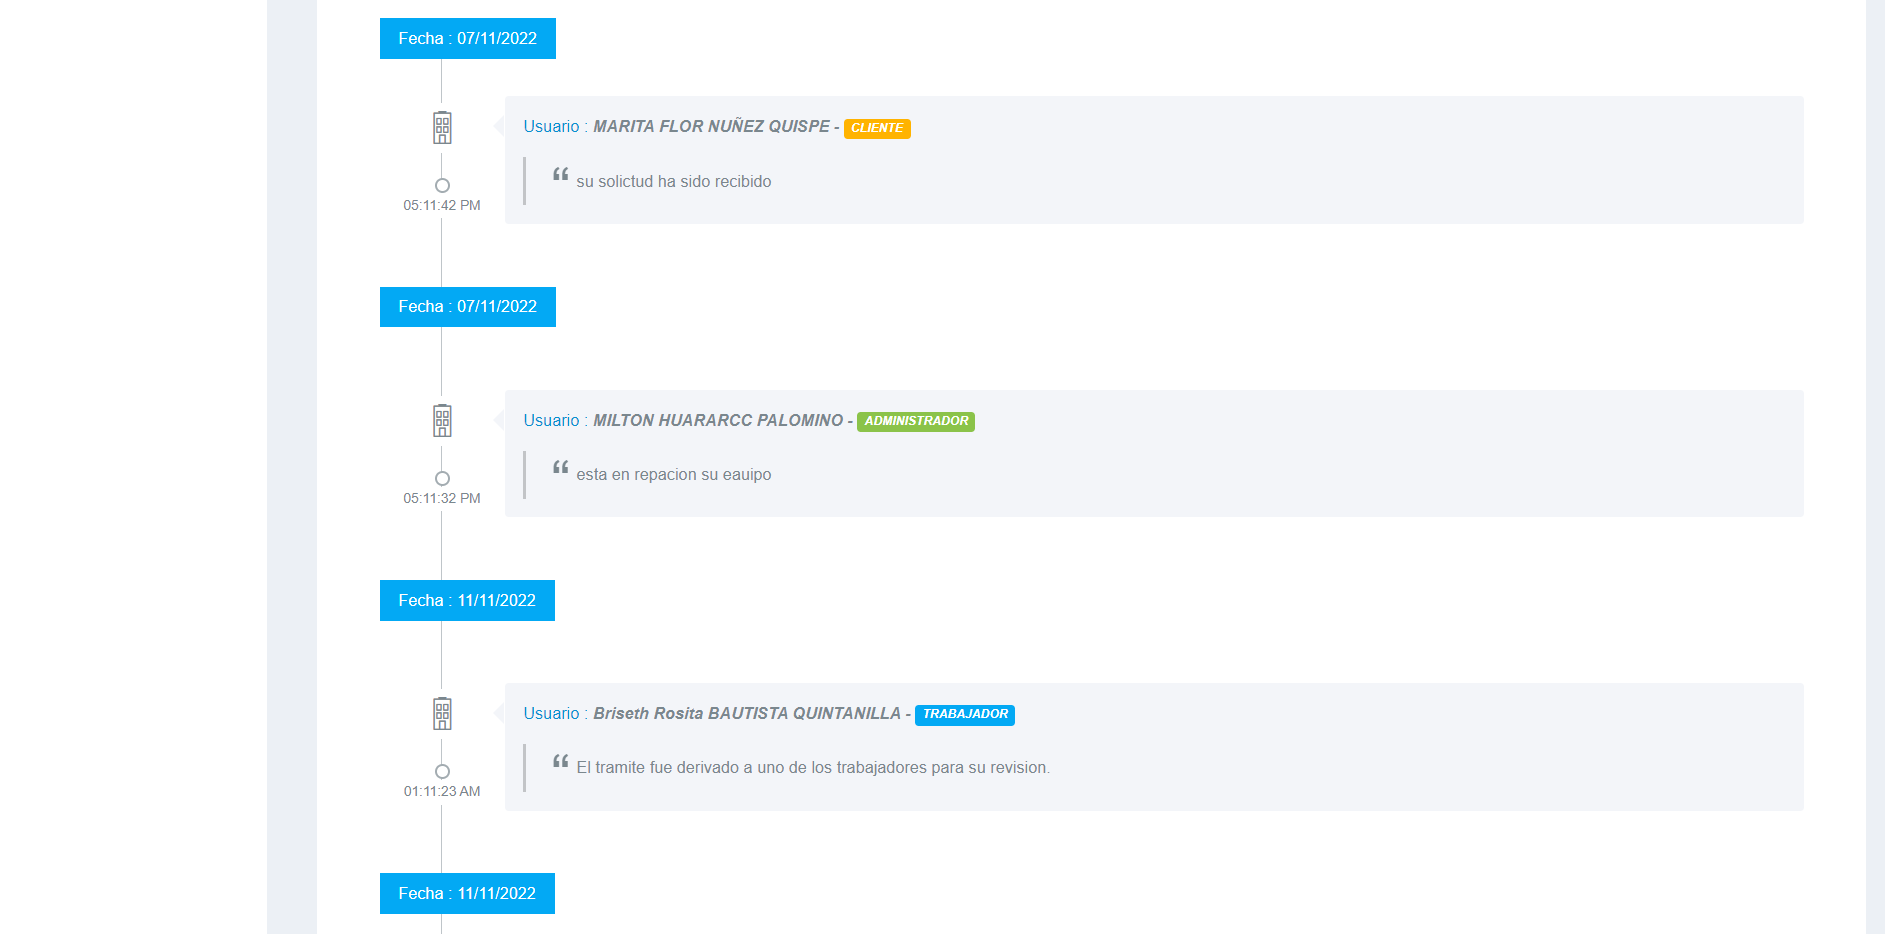 Fecha : 07/11/2022
Usuario : MARITA FLOR NUÑEZ QUISPE - CLIENTE
“ su solictud ha sido recibido
05:11:42 PM
Fecha : 07/11/2022
Usuario : MILTON HUARARCC PALOMINO - ADMINISTRADOR
“ esta en repacion su eauipo
05:11:32 PM
Fecha : 11/11/2022
Usuario : Briseth Rosita BAUTISTA QUINTANILLA - TRABAJADOR
“ El tramite fue derivado a uno de los trabajadores para su revision.
01:11:23 AM
Fecha : 11/11/2022